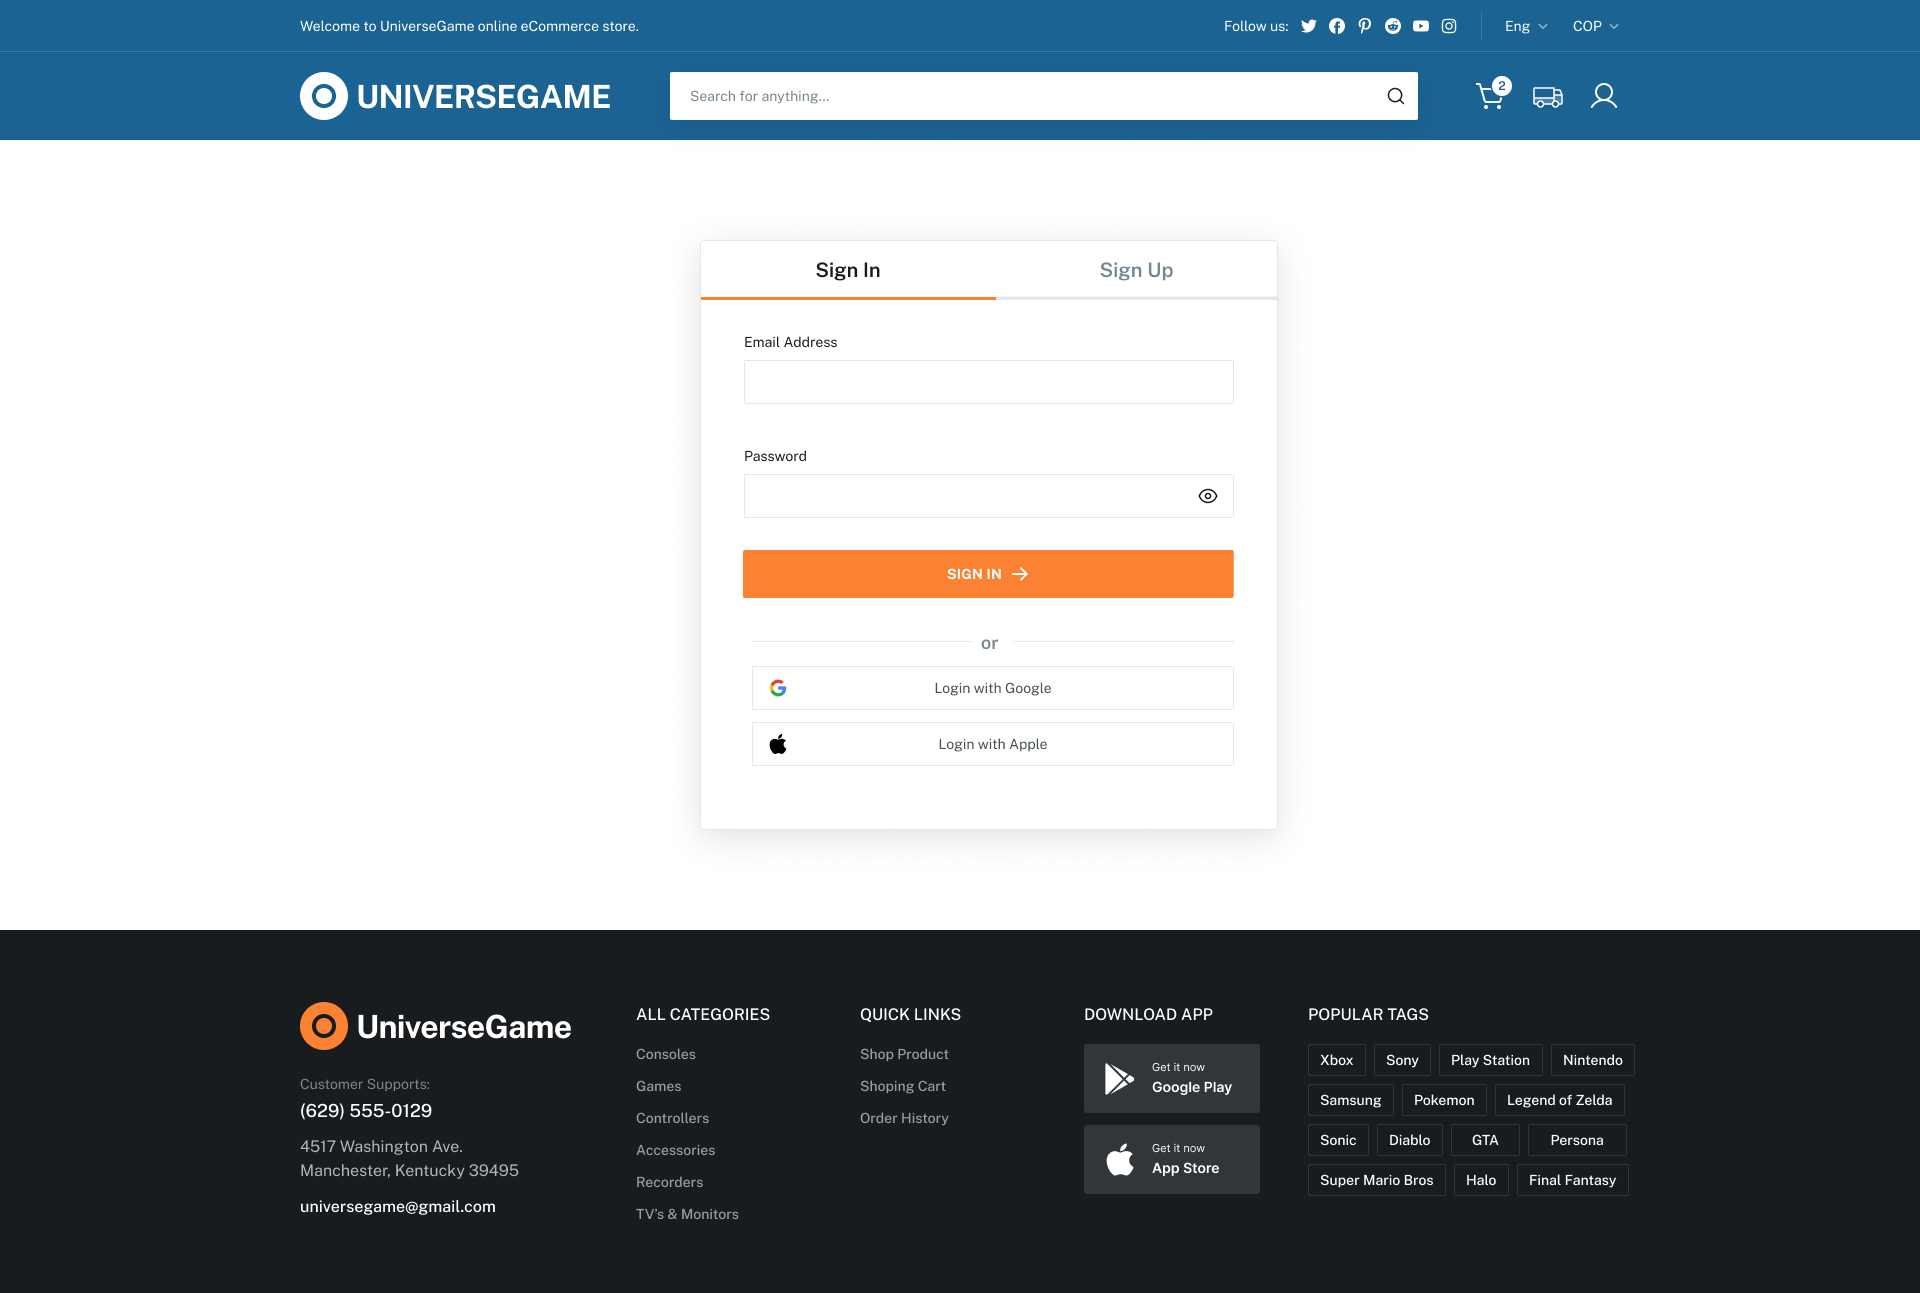 Welcome to UniverseGame online eCommerce store.
Follow us:
Eng
COP
UNIVERSEGAME
Search for anything...
2
Sign In
Sign Up
Email Address
Password
SIGN IN
or
Login with Google
Login with Apple
UniverseGame
Customer Supports:
(629) 555-0129
4517 Washington Ave.
Manchester, Kentucky 39495
universegame@gmail.com
ALL CATEGORIES
Consoles
Games
Controllers
Accessories
Recorders
TV's & Monitors
QUICK LINKS
Shop Product
Shoping Cart
Order History
DOWNLOAD APP
Get it now
Google Play
Get it now
App Store
POPULAR TAGS
Xbox Sony Play Station Nintendo
Samsung Pokemon Legend of Zelda
Sonic Diablo GTA Persona
Super Mario Bros Halo Final Fantasy